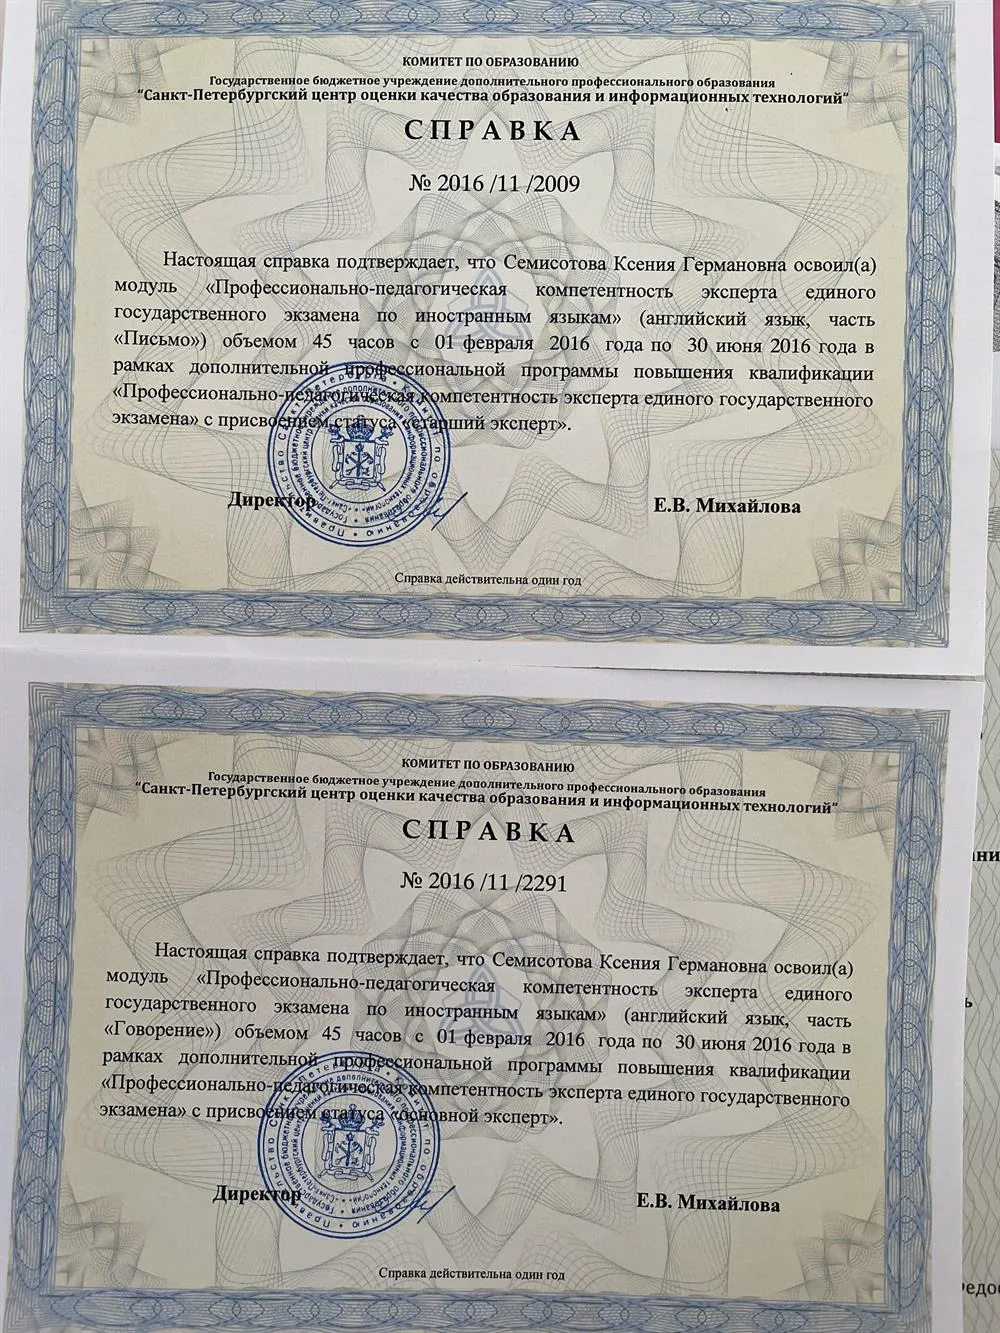 КОМИТЕТ ПО ОБРАЗОВАНИЮ
Государственное бюджетное учреждение дополнительного профессионального образования
"Санкт-Петербургский центр оценки качества образования и информационных технологий"
СПРАВКА
№ 2016 /11 /2009
Настоящая справка подтверждает, что Семисотова Ксения Германовна освоил(а)
модуль «Профессионально-педагогическая компетентность эксперта единого
государственного экзамена по иностранным языкам» (английский язык, часть
«Письмо») объемом 45 часов с 01 февраля 2016 года по 30 июня 2016 года в
рамках дополнительной профессиональной программы повышения квалификации
«Профессионально-педагогическая компетентность эксперта единого государственного
экзамена» с присвоением статуса «старший эксперт».
Директор
Е.В. Михайлова
Справка действительна один год
КОМИТЕТ ПО ОБРАЗОВАНИЮ
Государственное бюджетное учреждение дополнительного профессионального образования
"Санкт-Петербургский центр оценки качества образования и информационных технологий"
СПРАВКА
№ 2016 /11 /2291
Настоящая справка подтверждает, что Семисотова Ксения Германовна освоил(а)
модуль «Профессионально-педагогическая компетентность эксперта единого
государственного экзамена по иностранным языкам» (английский язык, часть
«Говорение») объемом 45 часов с 01 февраля 2016 года по 30 июня 2016 года в
рамках дополнительной профессиональной программы повышения квалификации
«Профессионально-педагогическая компетентность эксперта единого государственного
экзамена» с присвоением статуса «основной эксперт».
Директор
Е.В. Михайлова
Справка действительна один год